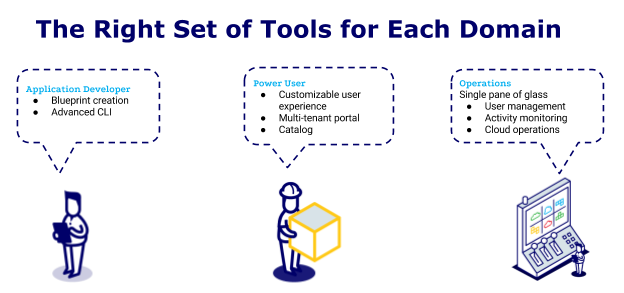 The Right Set of Tools for Each Domain
Application Developer
● Blueprint creation
● Advanced CLI
Power User
● Customizable user
experience
● Multi-tenant portal
● Catalog
Operations
Single pane of glass
● User management
● Activity monitoring
● Cloud operations